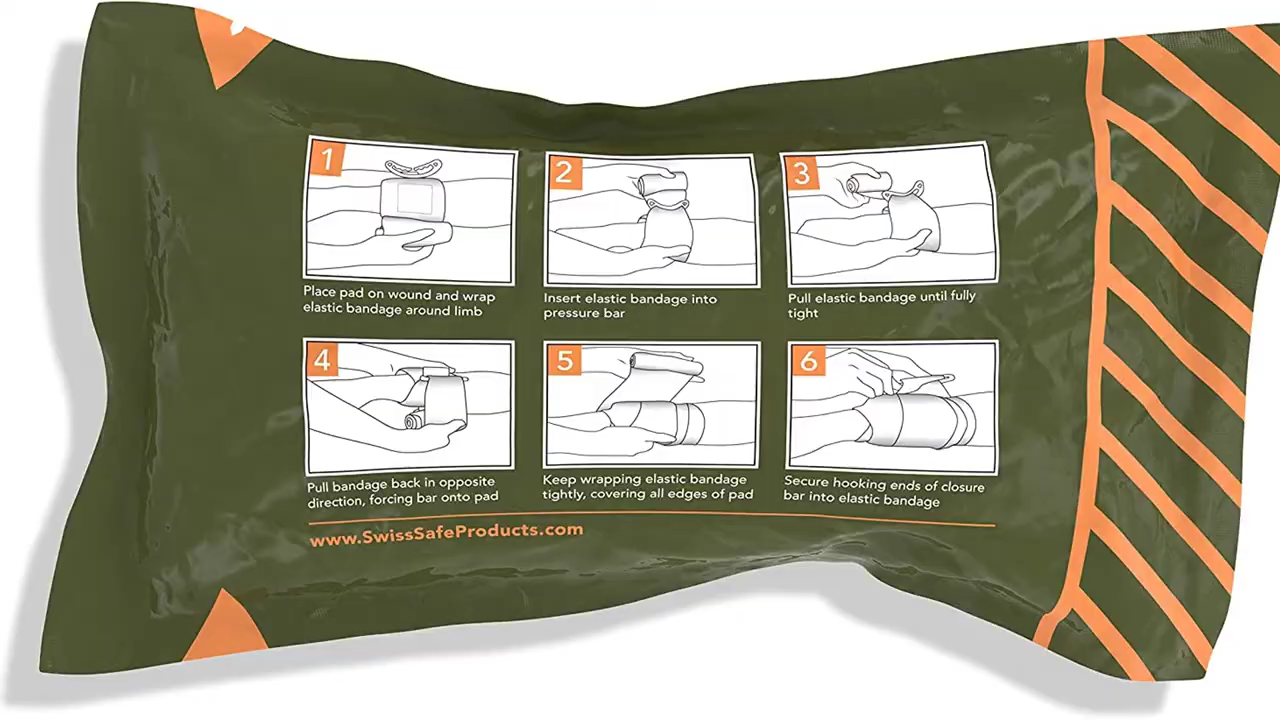 1
Place pad on wound and wrap
elastic bandage around limb
2
Insert elastic bandage into
pressure bar
3
Pull elastic bandage until fully
tight
4
Pull bandage back in opposite
direction, forcing bar onto pad
5
Keep wrapping elastic bandage
tightly, covering all edges of pad
6
Secure hooking ends of closure
bar into elastic bandage
www.SwissSafeProducts.com